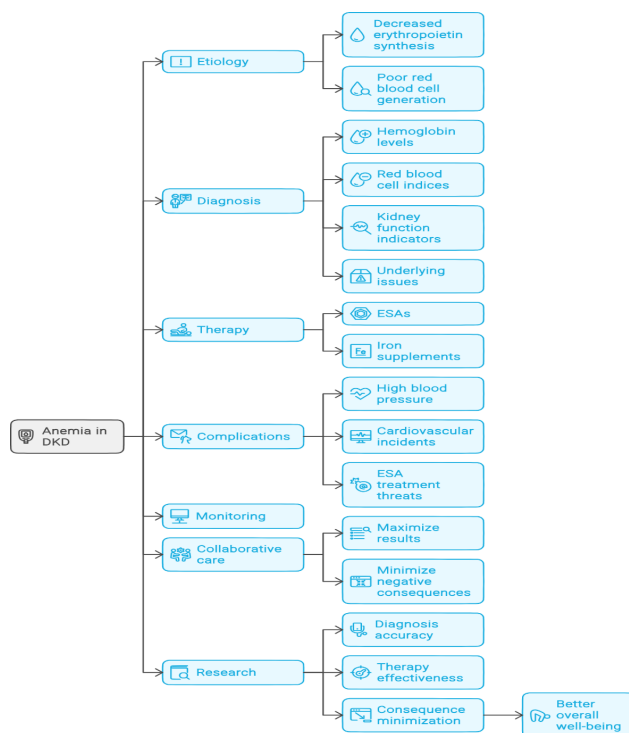 Anemia in
DKD
Etiology
Decreased
erythropoietin
synthesis
Poor red
blood cell
generation
Diagnosis
Hemoglobin
levels
Red blood
cell indices
Kidney
function
indicators
Underlying
issues
Therapy
ESAs
Fe
Iron
supplements
Complications
High blood
pressure
Cardiovascular
incidents
ESA
treatment
threats
Monitoring
Collaborative
care
Maximize
results
Minimize
negative
consequences
Research
Diagnosis
accuracy
Therapy
effectiveness
Consequence
minimization
Better
overall
well-being